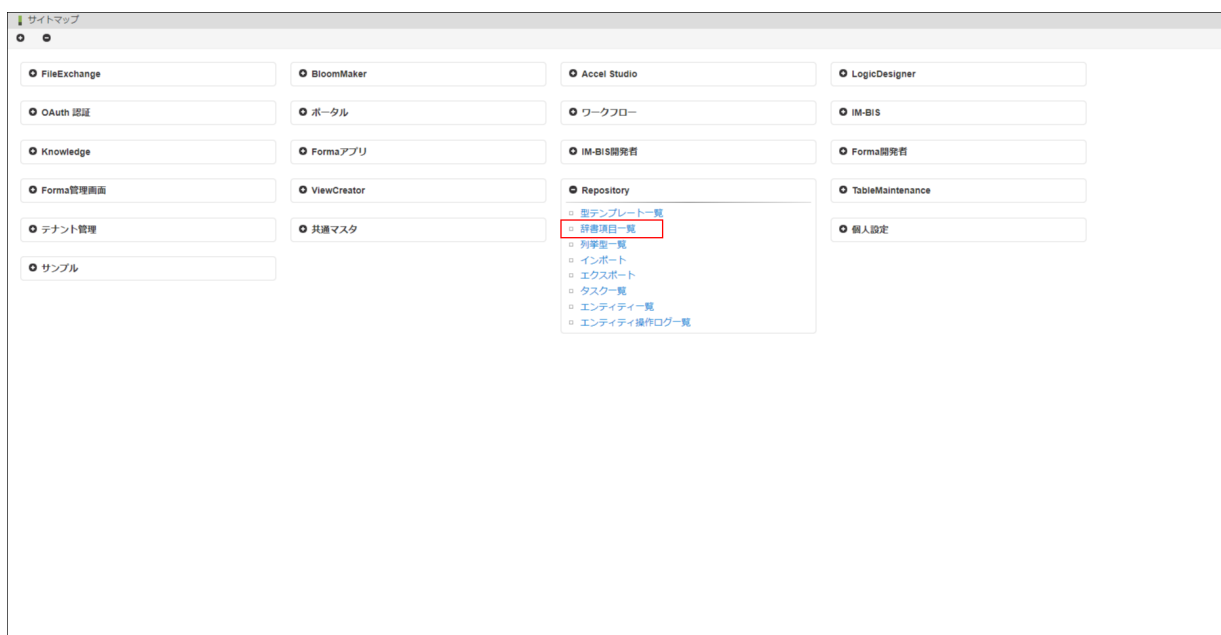 サイトマップ
FileExchange
BloomMaker
Accel Studio
LogicDesigner
OAuth 認証
ポータル
ワークフロー
IM-BIS
Knowledge
Formaアプリ
IM-BIS開発者
Forma開発者
Forma管理画面
ViewCreator
Repository
TableMaintenance
型テンプレート一覧
辞書項目一覧
列挙型一覧
インポート
エクスポート
タスク一覧
エンティティ一覧
エンティティ操作ログ一覧
テナント管理
共通マスタ
個人設定
サンプル